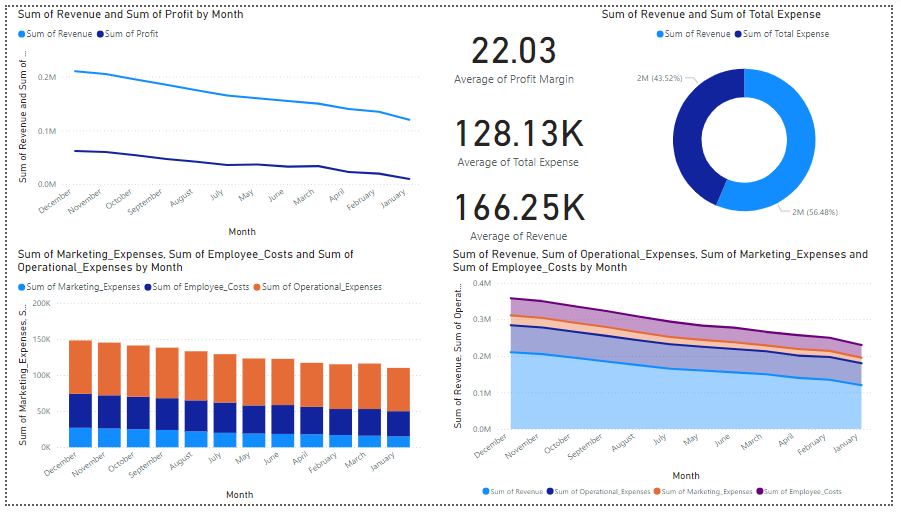 Sum of Revenue and Sum of Profit by Month
Sum of Revenue Sum of Profit
Sum of Revenue and Sum of ...
0.2M
0.1M
0.0M
December November October September August July May June March April February January
Month
22.03
Average of Profit Margin
128.13K
Average of Total Expense
166.25K
Average of Revenue
Sum of Revenue and Sum of Total Expense
Sum of Revenue Sum of Total Expense
2M (43.52%)
2M (56.48%)
Sum of Marketing_Expenses, Sum of Employee_Costs and Sum of
Operational_Expenses by Month
Sum of Marketing_Expenses Sum of Employee_Costs Sum of Operational_Expenses
Sum of Marketing_Expenses, S...
200K
150K
100K
50K
0K
December November October September August July May June April February March January
Month
Sum of Revenue, Sum of Operational_Expenses, Sum of Marketing_Expenses and
Sum of Employee_Costs by Month
Sum of Revenue, Sum of Operat...
0.4M
0.3M
0.2M
0.1M
0.0M
December November October September August July May June March April February January
Month
Sum of Revenue Sum of Operational_Expenses Sum of Marketing_Expenses Sum of Employee_Costs